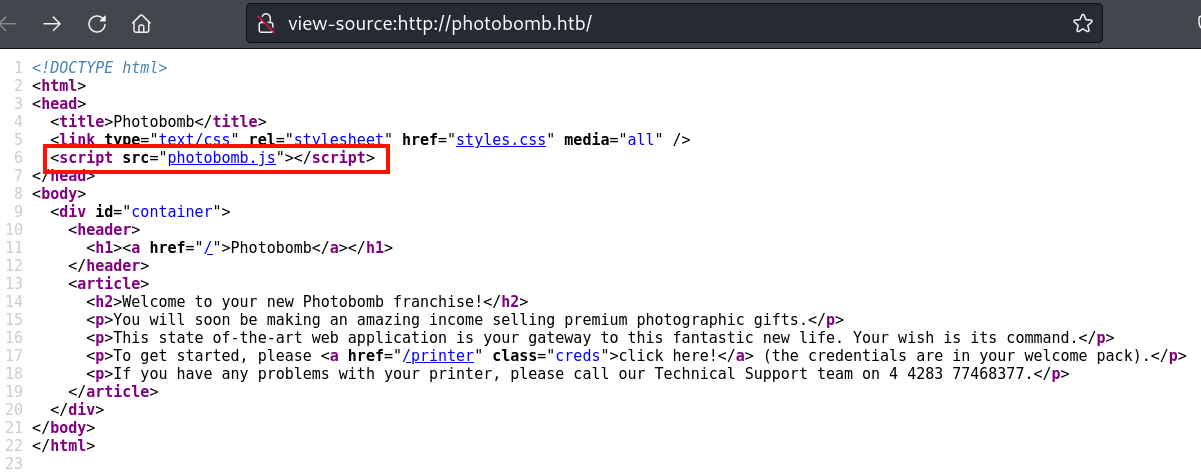 view-source:http://photobomb.htb/
1 <!DOCTYPE html>
2 <html>
3 <head>
4 <title>Photobomb</title>
5 <link type="text/css" rel="stylesheet" href="styles.css" media="all" />
6 <script src="photobomb.js"></script>
7 </head>
8 <body>
9 <div id="container">
10 <header>
11 <h1><a href="/">Photobomb</a></h1>
12 </header>
13 <article>
14 <h2>Welcome to your new Photobomb franchise!</h2>
15 <p>You will soon be making an amazing income selling premium photographic gifts.</p>
16 <p>This state of-the-art web application is your gateway to this fantastic new life. Your wish is its command.</p>
17 <p>To get started, please <a href="/printer" class="creds">click here!</a> (the credentials are in your welcome pack).</p>
18 <p>If you have any problems with your printer, please call our Technical Support team on 4 4283 77468377.</p>
19 </article>
20 </div>
21 </body>
22 </html>
23